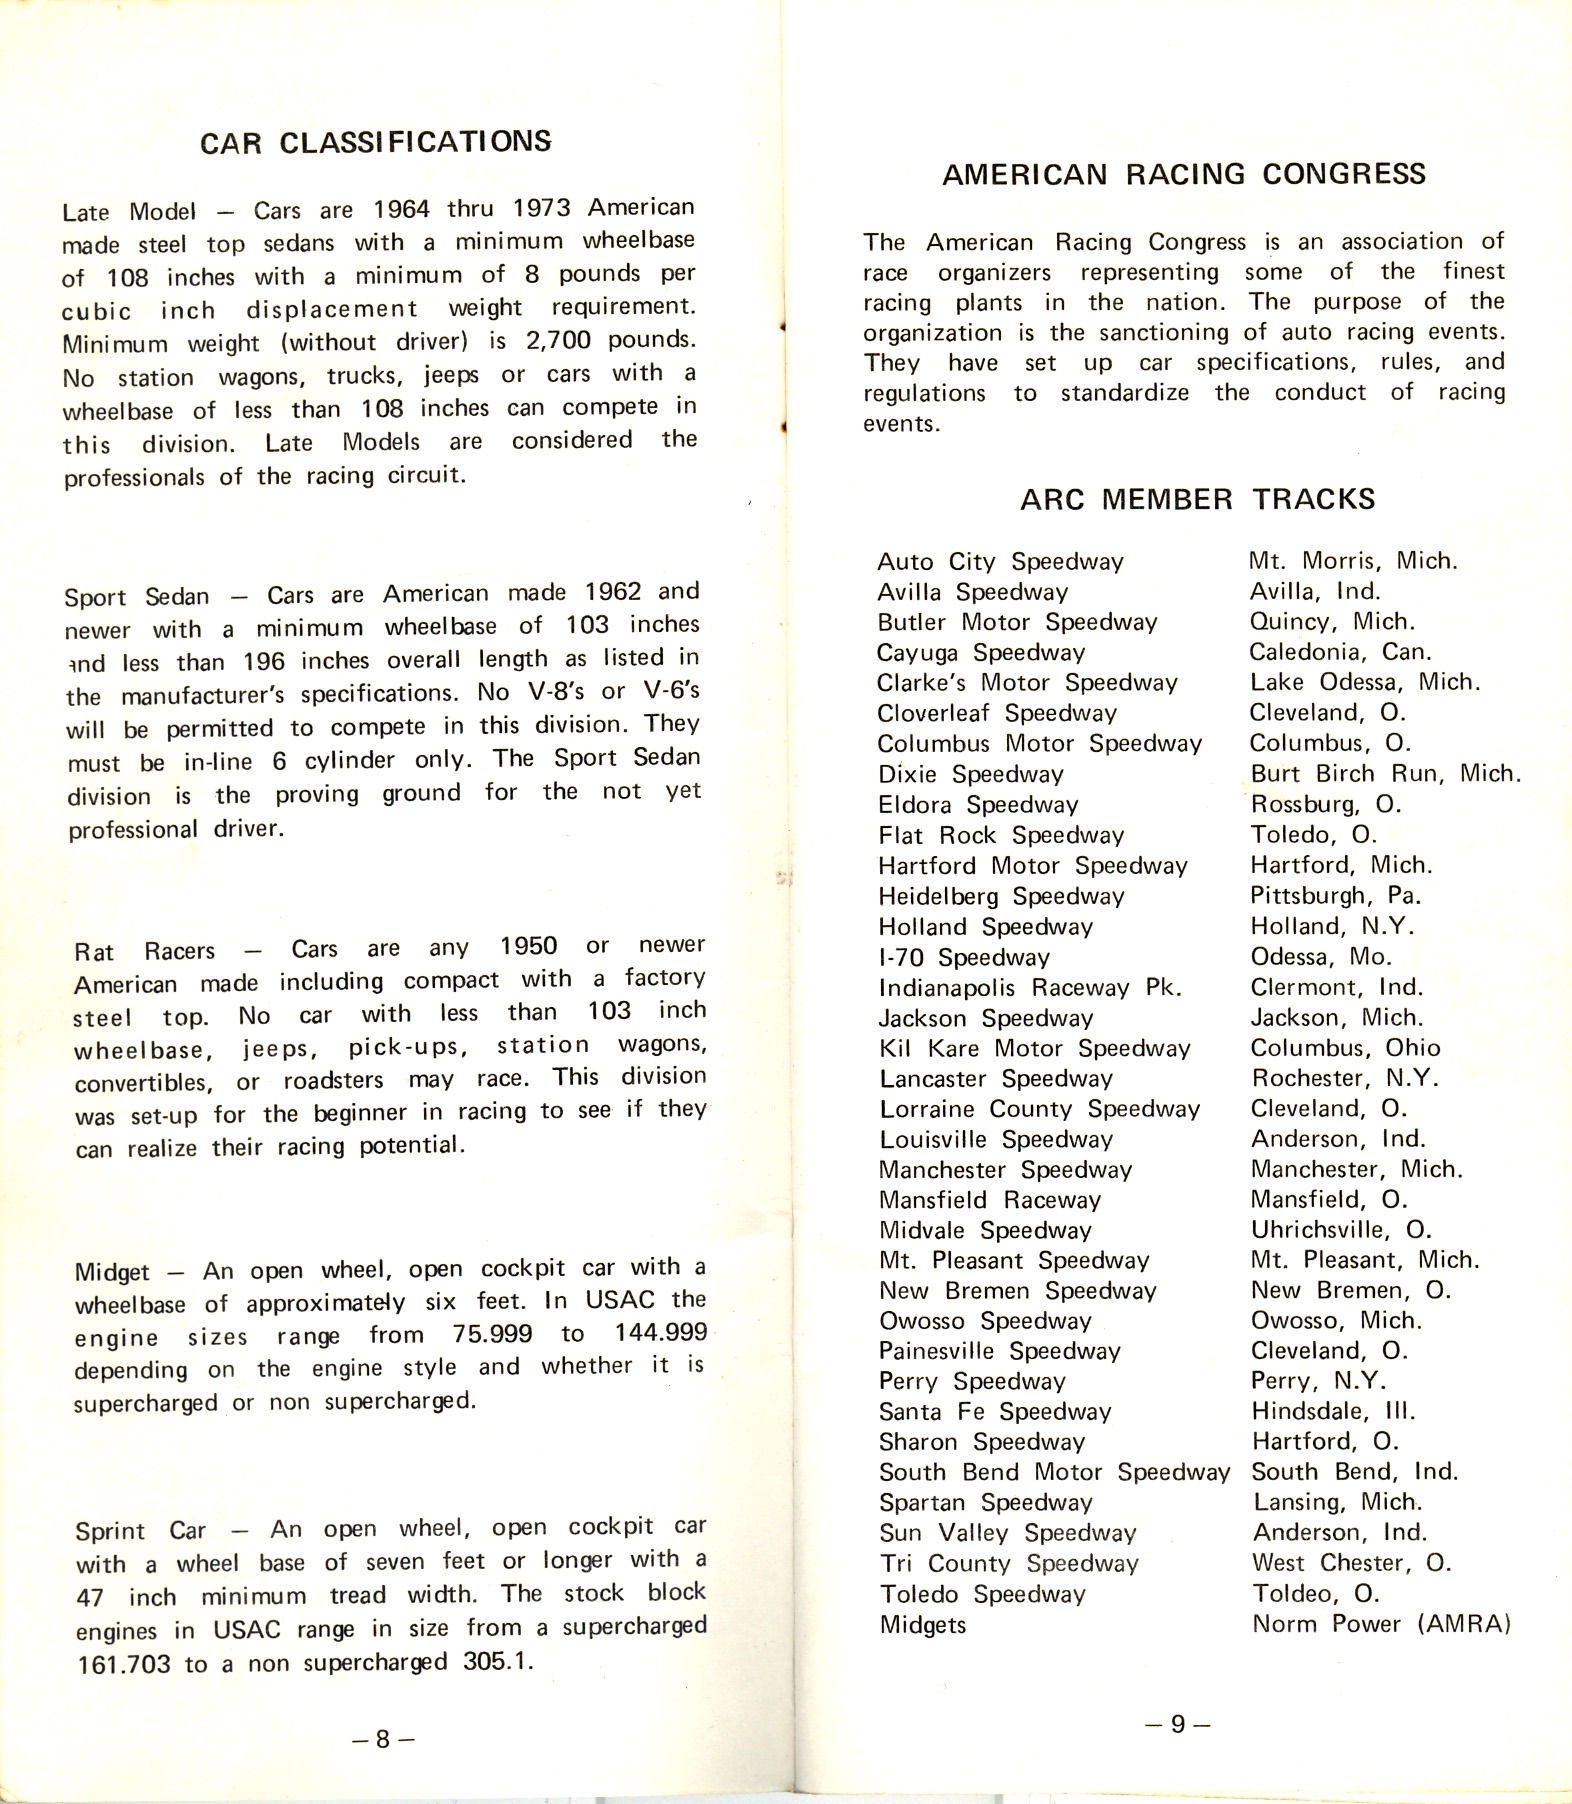 CAR CLASSIFICATIONS
Late Model — Cars are 1964 thru 1973 American
made steel top sedans with a minimum wheelbase
of 108 inches with a minimum of 8 pounds per
cubic inch displacement weight requirement.
Minimum weight (without driver) is 2,700 pounds.
No station wagons, trucks, jeeps or cars with a
wheelbase of less than 108 inches can compete in
this division. Late Models are considered the
professionals of the racing circuit.
Sport Sedan — Cars are American made 1962 and
newer with a minimum wheelbase of 103 inches
and less than 196 inches overall length as listed in
the manufacturer's specifications. No V-8's or V-6's
will be permitted to compete in this division. They
must be in-line 6 cylinder only. The Sport Sedan
division is the proving ground for the not yet
professional driver.
Rat Racers — Cars are any 1950 or newer
American made including compact with a factory
steel top. No car with less than 103 inch
wheelbase, jeeps, pick-ups, station wagons,
convertibles, or roadsters may race. This division
was set-up for the beginner in racing to see if they
can realize their racing potential.
Midget — An open wheel, open cockpit car with a
wheelbase of approximately six feet. In USAC the
engine sizes range from 75.999 to 144.999
depending on the engine style and whether it is
supercharged or non supercharged.
Sprint Car — An open wheel, open cockpit car
with a wheel base of seven feet or longer with a
47 inch minimum tread width. The stock block
engines in USAC range in size from a supercharged
161.703 to a non supercharged 305.1.
— 8 —
AMERICAN RACING CONGRESS
The American Racing Congress is an association of
race organizers representing some of the finest
racing plants in the nation. The purpose of the
organization is the sanctioning of auto racing events.
They have set up car specifications, rules, and
regulations to standardize the conduct of racing
events.
ARC MEMBER TRACKS
Auto City Speedway Mt. Morris, Mich.
Avilla Speedway Avilla, Ind.
Butler Motor Speedway Quincy, Mich.
Cayuga Speedway Caledonia, Can.
Clarke's Motor Speedway Lake Odessa, Mich.
Cloverleaf Speedway Cleveland, O.
Columbus Motor Speedway Columbus, O.
Dixie Speedway Burt Birch Run, Mich.
Eldora Speedway Rossburg, O.
Flat Rock Speedway Toledo, O.
Hartford Motor Speedway Hartford, Mich.
Heidelberg Speedway Pittsburgh, Pa.
Holland Speedway Holland, N.Y.
I-70 Speedway Odessa, Mo.
Indianapolis Raceway Pk. Clermont, Ind.
Jackson Speedway Jackson, Mich.
Kil Kare Motor Speedway Columbus, Ohio
Lancaster Speedway Rochester, N.Y.
Lorraine County Speedway Cleveland, O.
Louisville Speedway Anderson, Ind.
Manchester Speedway Manchester, Mich.
Mansfield Raceway Mansfield, O.
Midvale Speedway Uhrichsville, O.
Mt. Pleasant Speedway Mt. Pleasant, Mich.
New Bremen Speedway New Bremen, O.
Owosso Speedway Owosso, Mich.
Painesville Speedway Cleveland, O.
Perry Speedway Perry, N.Y.
Santa Fe Speedway Hindsdale, Ill.
Sharon Speedway Hartford, O.
South Bend Motor Speedway South Bend, Ind.
Spartan Speedway Lansing, Mich.
Sun Valley Speedway Anderson, Ind.
Tri County Speedway West Chester, O.
Toledo Speedway Toldeo, O.
Midgets Norm Power (AMRA)
— 9 —